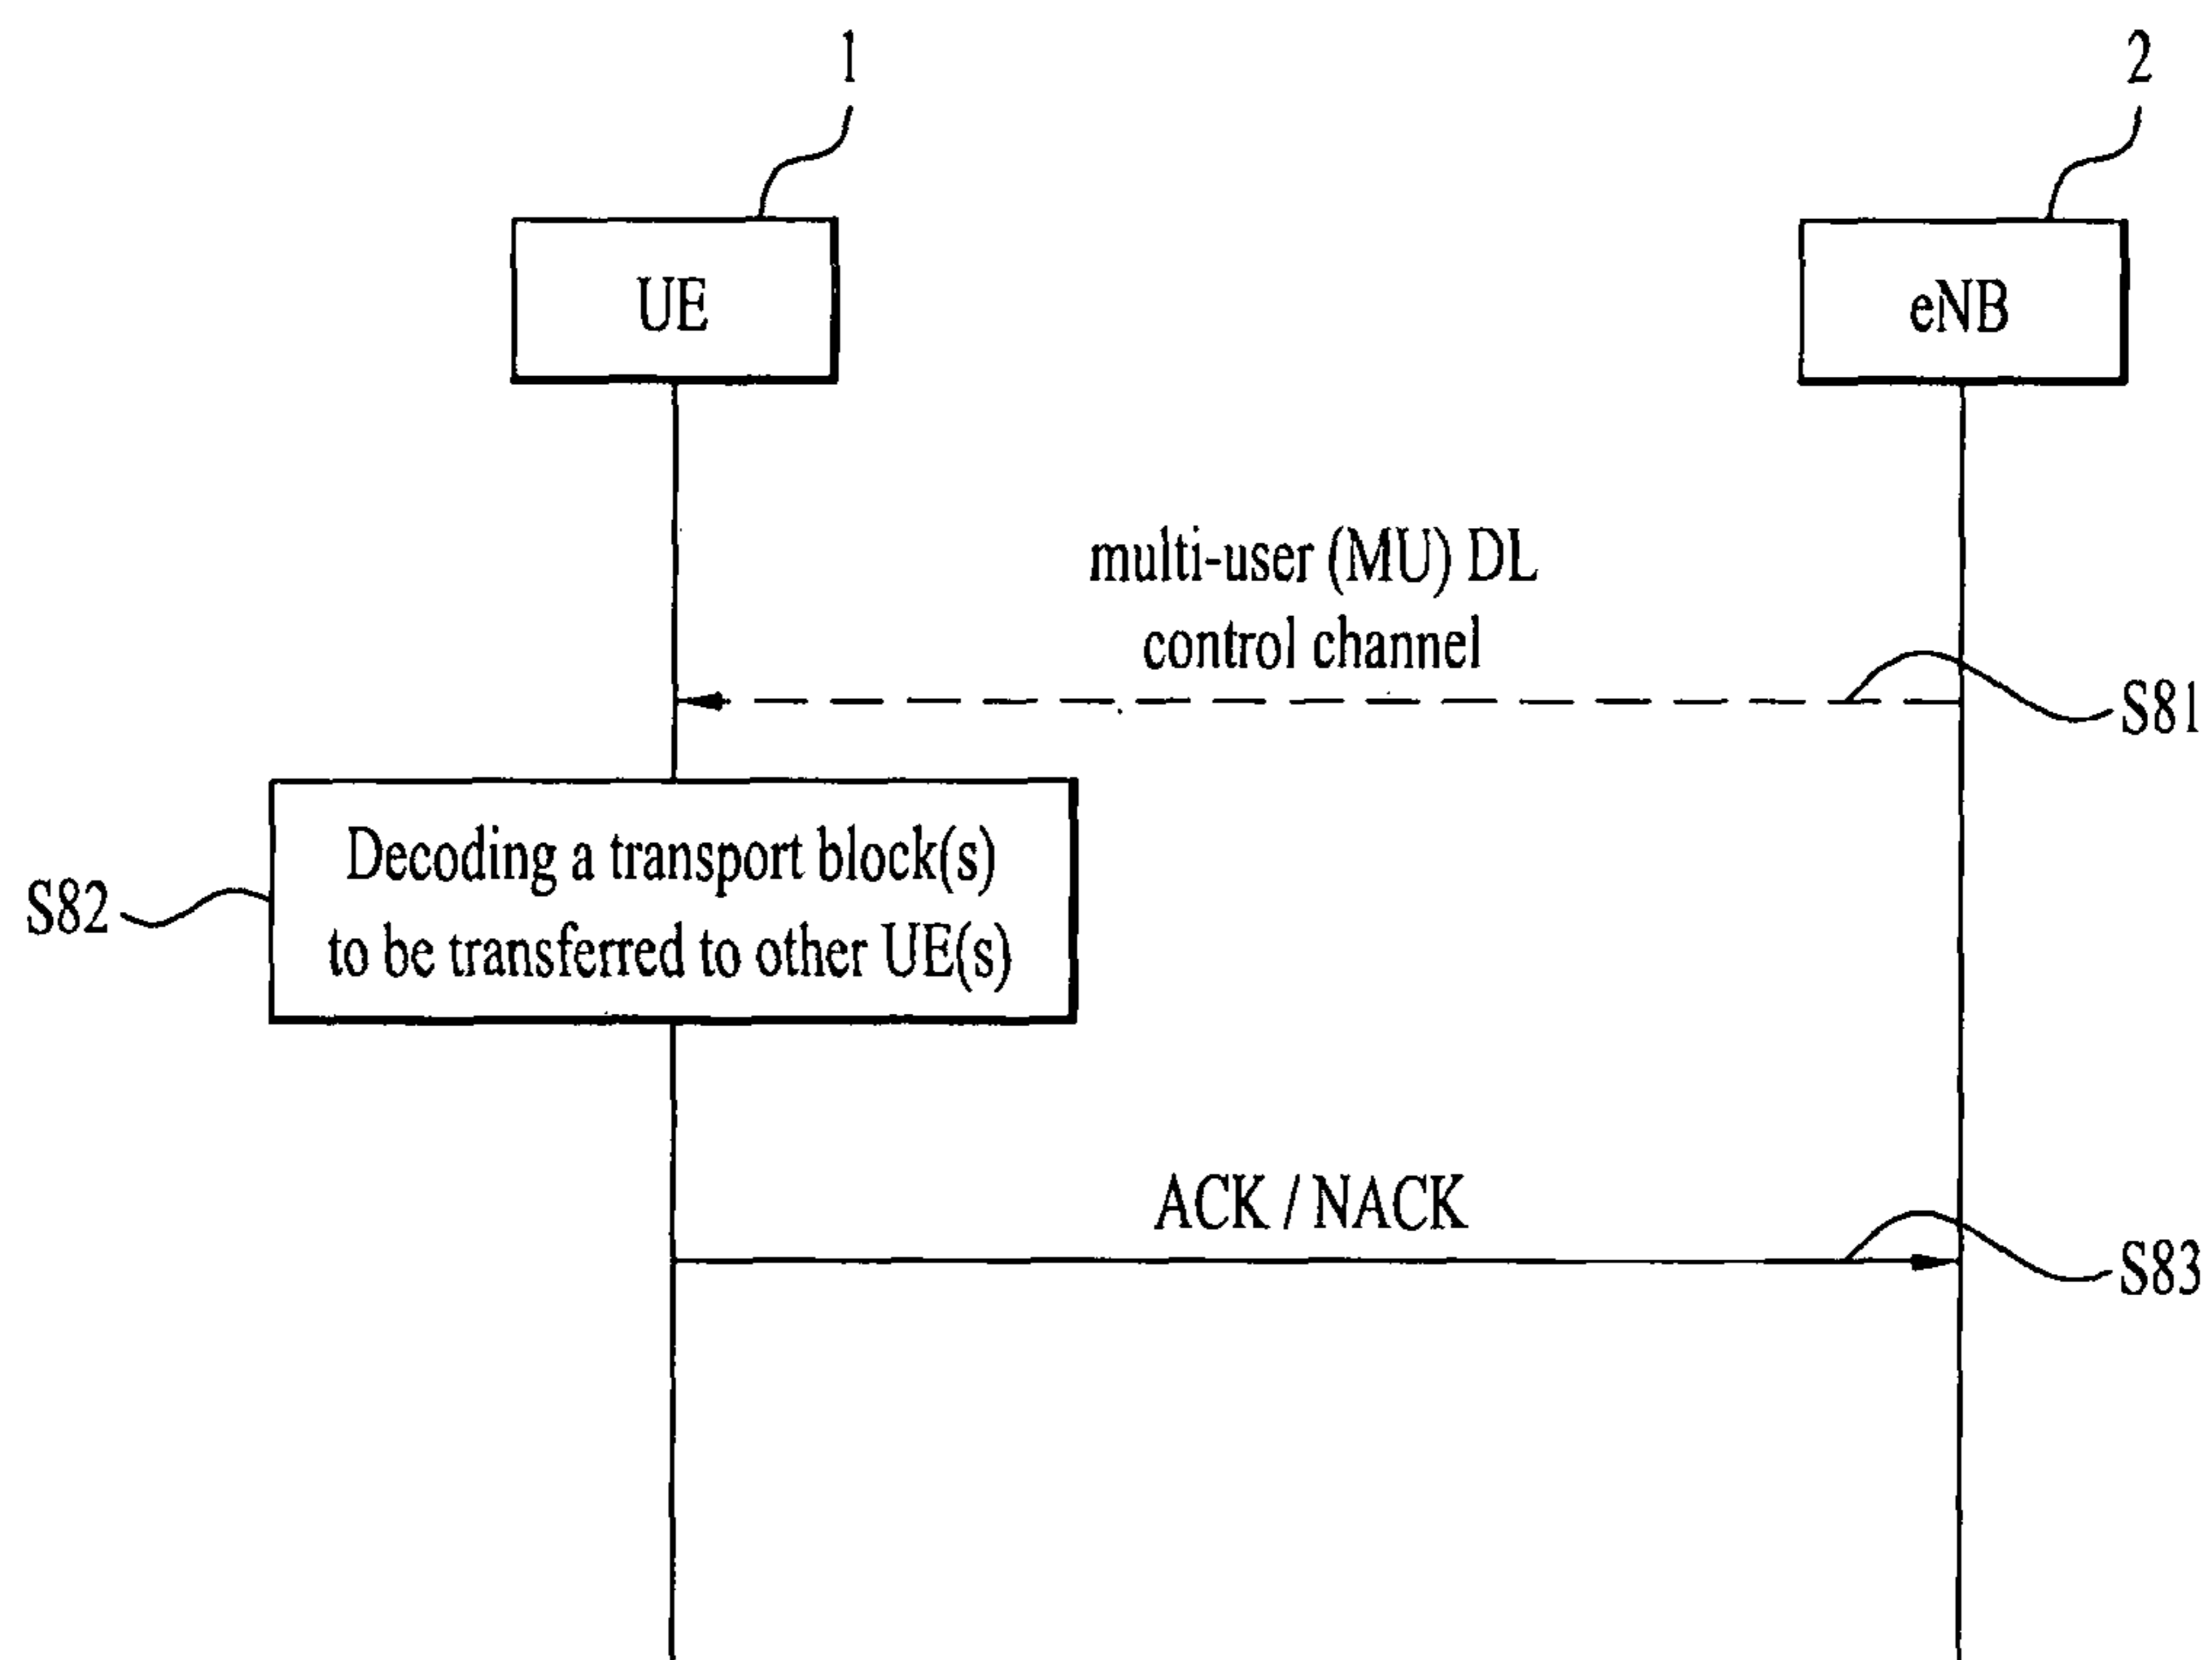 1
2
UE
eNB
multi-user (MU) DL
control channel
S81
Decoding a transport block(s)
to be transferred to other UE(s)
S82
ACK / NACK
S83